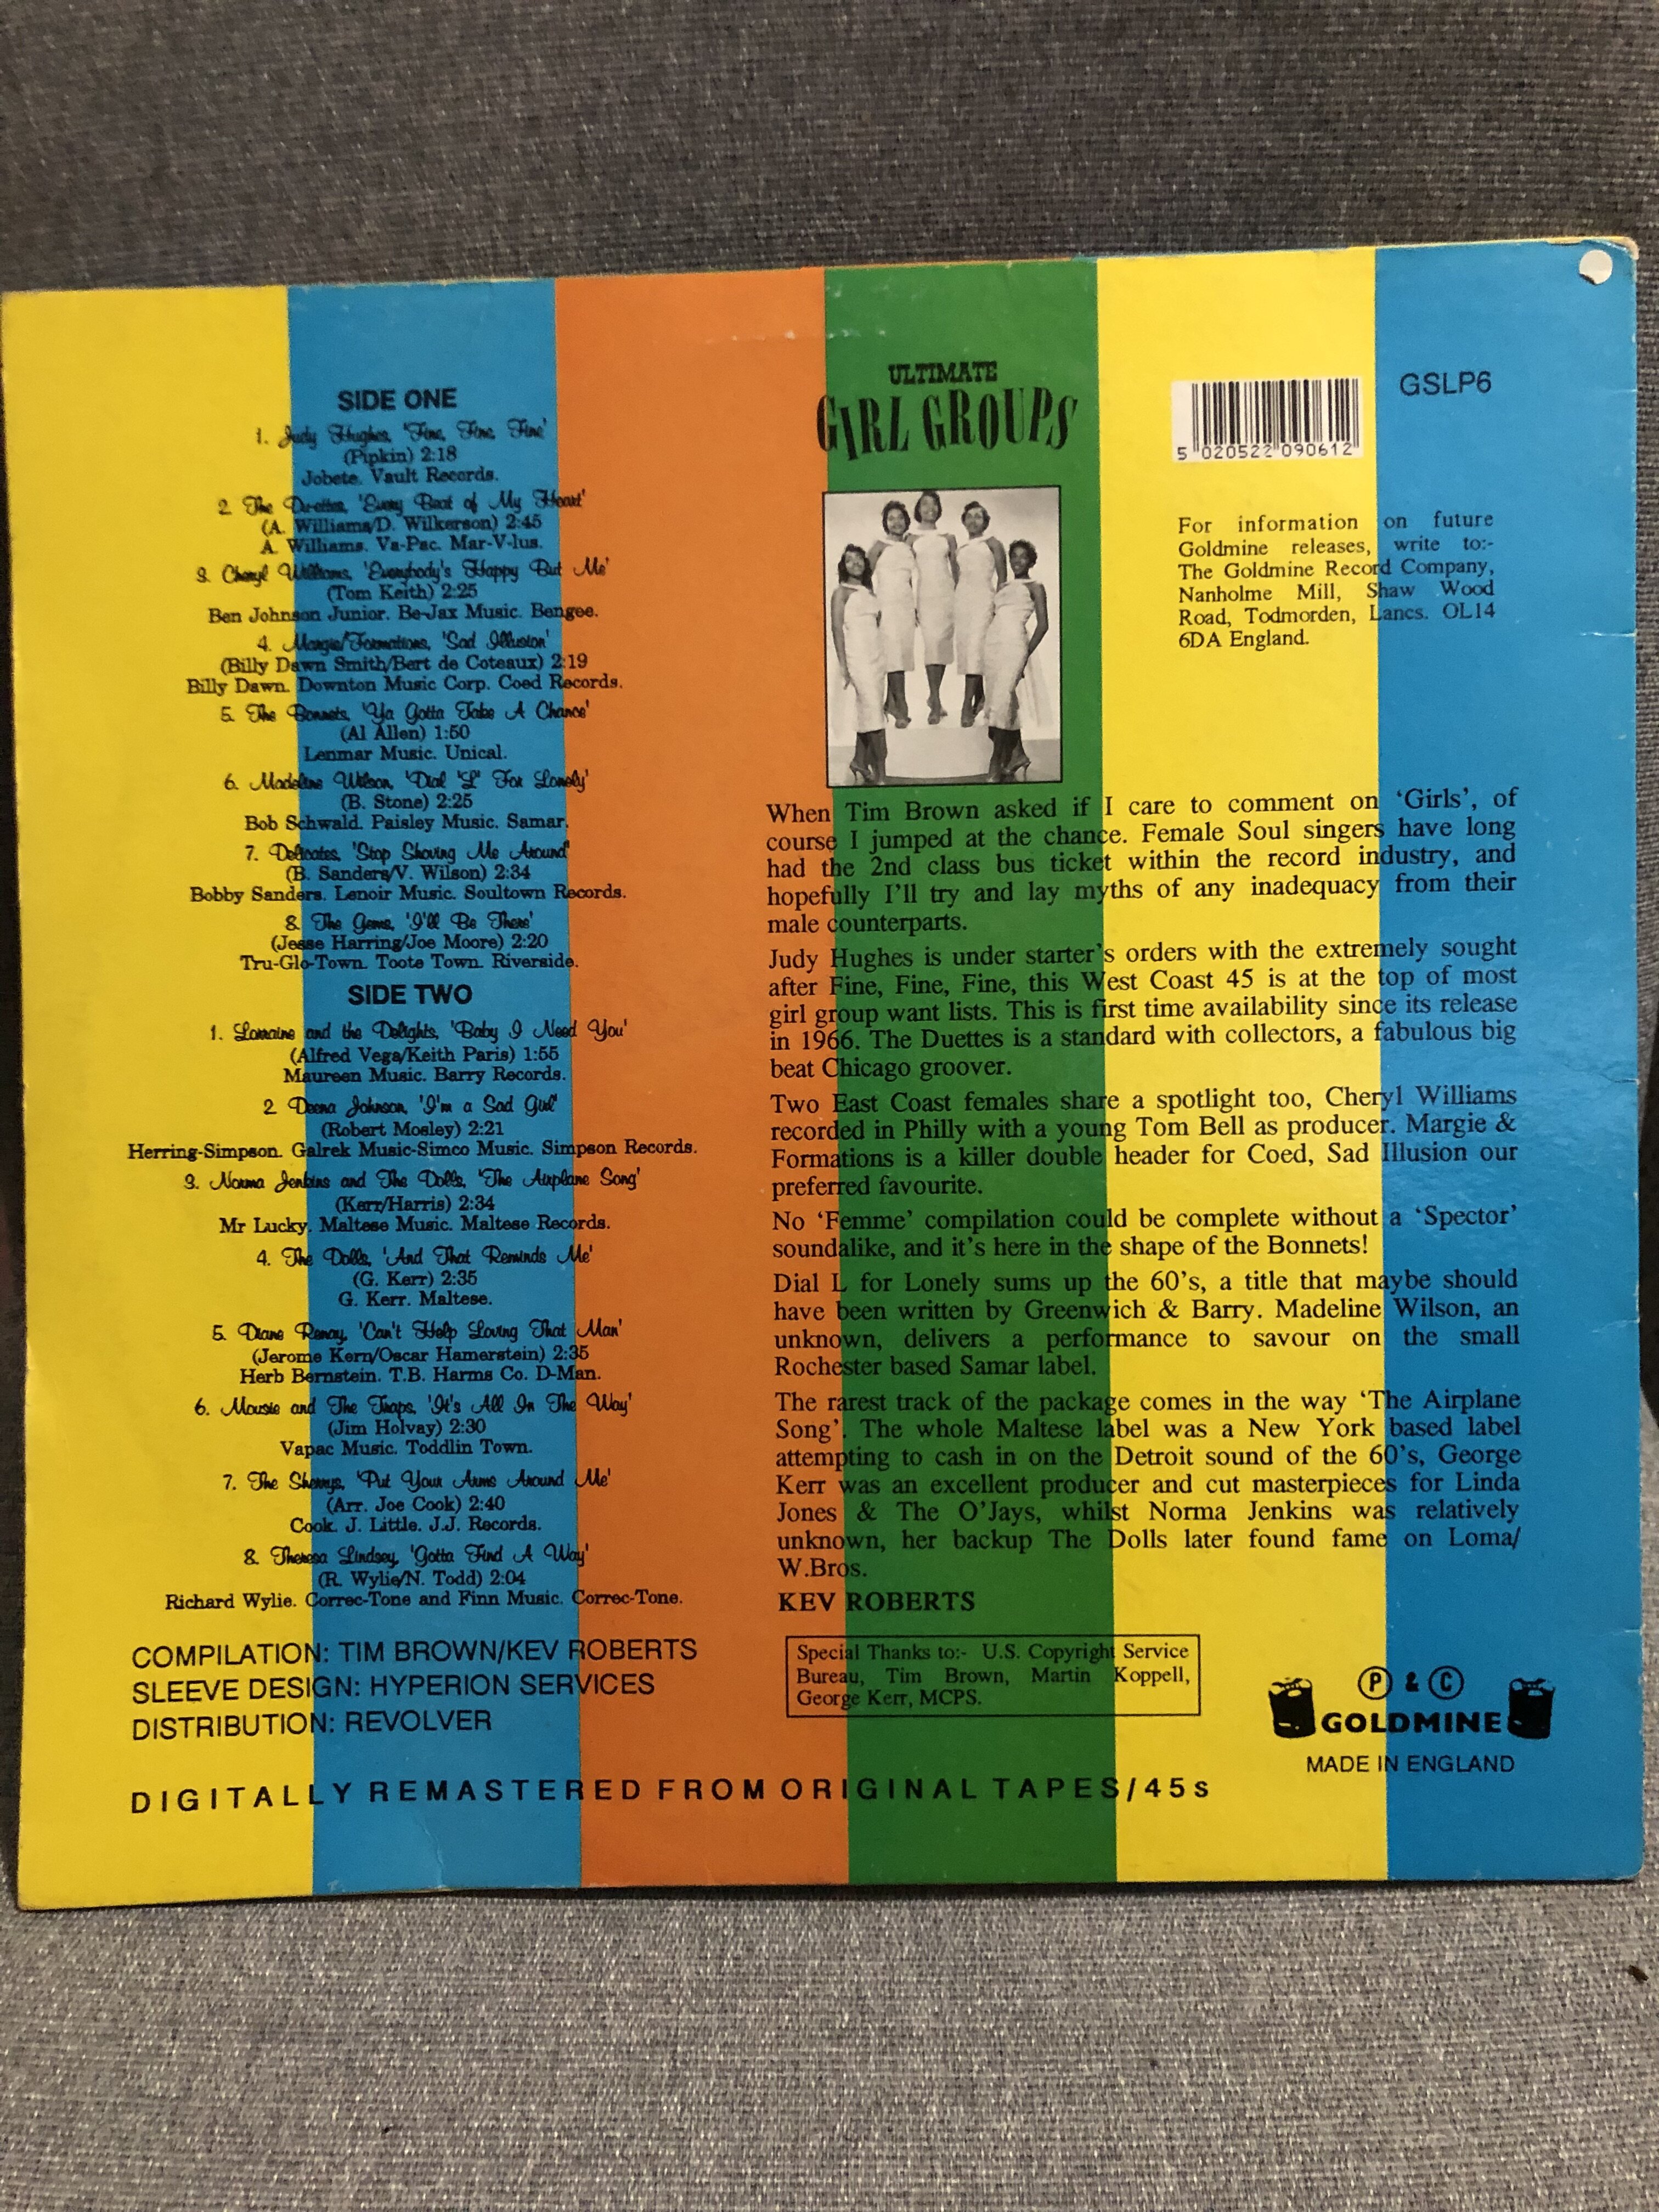 SIDE ONE
1. Judy Hughes, 'Fine, Fine, Fine'
(Pipkin) 2:18
Jobete. Vault Records.
2. The Du-ettes, 'Every Beat of My Heart'
(A. Williams/D. Wilkerson) 2:45
A. Williams. Va-Pac. Mar-V-lus.
3. Cheryl Williams, 'Everybody's Happy But Me'
(Tom Keith) 2:25
Ben Johnson Junior. Be-Jax Music. Bengee.
4. Margie/Formations, 'Sad Illusion'
(Billy Dawn Smith/Bert de Coteaux) 2:19
Billy Dawn. Downton Music Corp. Coed Records.
5. The Bonnets, 'Ya Gotta Take A Chance'
(Al Allen) 1:50
Lenmar Music. Unical.
6. Madeline Wilson, 'Dial 'L' For Lonely'
(B. Stone) 2:25
Bob Schwald. Paisley Music. Samar.
7. Delicates, 'Stop Shoving Me Around'
(B. Sanders/V. Wilson) 2:34
Bobby Sanders. Lenoir Music. Soultown Records.
8. The Gems, 'I'll Be There'
(Jesse Harring/Joe Moore) 2:20
Tru-Glo-Town. Toote Town. Riverside.
SIDE TWO
1. Lorraine and the Delights, 'Baby I Need You'
(Alfred Vega/Keith Paris) 1:55
Maureen Music. Barry Records.
2. Deena Johnson, 'I'm a Sad Girl'
(Robert Mosley) 2:21
Herring-Simpson. Galrek Music-Simco Music. Simpson Records.
3. Norma Jenkins and The Dolls, 'The Airplane Song'
(Kerr/Harris) 2:34
Mr Lucky. Maltese Music. Maltese Records.
4. The Dolls, 'And That Reminds Me'
(G. Kerr) 2:35
G. Kerr. Maltese.
5. Diane Renay, 'Can't Help Loving That Man'
(Jerome Kern/Oscar Hamerstein) 2:35
Herb Bernstein. T.B. Harms Co. D-Man.
6. Mousie and The Traps, 'It's All In The Way'
(Jim Holvay) 2:30
Vapac Music. Toddlin Town.
7. The Sherrys, 'Put Your Arms Around Me'
(Arr. Joe Cook) 2:40
Cook. J. Little. J.J. Records.
8. Theresa Lindsey, 'Gotta Find A Way'
(R. Wylie/N. Todd) 2:04
Richard Wylie. Correc-Tone and Finn Music. Correc-Tone.
COMPILATION: TIM BROWN/KEV ROBERTS
SLEEVE DESIGN: HYPERION SERVICES
DISTRIBUTION: REVOLVER
DIGITALLY REMASTERED FROM ORIGINAL TAPES/45s
ULTIMATE
GIRL GROUPS
5 020522 090612
GSLP6
For information on future
Goldmine releases, write to:-
The Goldmine Record Company,
Nanholme Mill, Shaw Wood
Road, Todmorden, Lancs. OL14
6DA England.
When Tim Brown asked if I care to comment on 'Girls', of
course I jumped at the chance. Female Soul singers have long
had the 2nd class bus ticket within the record industry, and
hopefully I'll try and lay myths of any inadequacy from their
male counterparts.
Judy Hughes is under starter's orders with the extremely sought
after Fine, Fine, Fine, this West Coast 45 is at the top of most
girl group want lists. This is first time availability since its release
in 1966. The Duettes is a standard with collectors, a fabulous big
beat Chicago groover.
Two East Coast females share a spotlight too, Cheryl Williams
recorded in Philly with a young Tom Bell as producer. Margie &
Formations is a killer double header for Coed, Sad Illusion our
preferred favourite.
No 'Femme' compilation could be complete without a 'Spector'
soundalike, and it's here in the shape of the Bonnets!
Dial L for Lonely sums up the 60's, a title that maybe should
have been written by Greenwich & Barry. Madeline Wilson, an
unknown, delivers a performance to savour on the small
Rochester based Samar label.
The rarest track of the package comes in the way 'The Airplane
Song'. The whole Maltese label was a New York based label
attempting to cash in on the Detroit sound of the 60's, George
Kerr was an excellent producer and cut masterpieces for Linda
Jones & The O'Jays, whilst Norma Jenkins was relatively
unknown, her backup The Dolls later found fame on Loma/
W.Bros.
KEV ROBERTS
Special Thanks to:- U.S. Copyright Service
Bureau, Tim Brown, Martin Koppell,
George Kerr, MCPS.
Ⓟ & ©
GOLDMINE
MADE IN ENGLAND